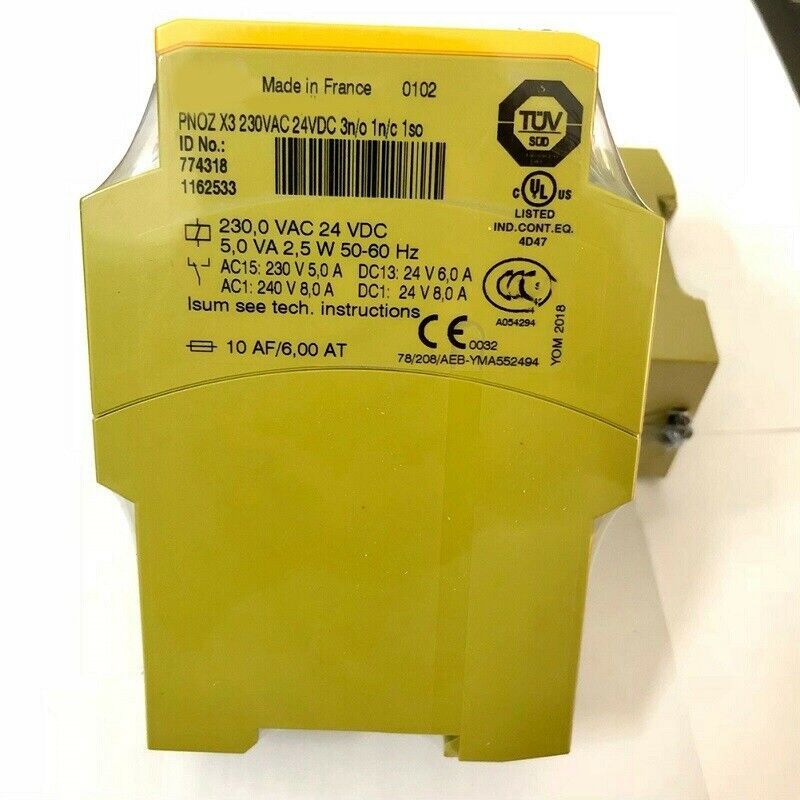 Made in France 0102
PNOZ X3 230VAC 24VDC 3n/o 1n/c 1so
ID No.:
774318
1162533
TÜV
SÜD
C UL US
LISTED
IND.CONT.EQ.
4D47
230,0 VAC 24 VDC
5,0 VA 2,5 W 50-60 Hz
AC15: 230 V 5,0 A DC13: 24 V 6,0 A
AC1: 240 V 8,0 A DC1: 24 V 8,0 A
Isum see tech. instructions
CCC
A054294
YOM 2018
CE 0032
10 AF/6,00 AT
78/208/AEB-YMA552494